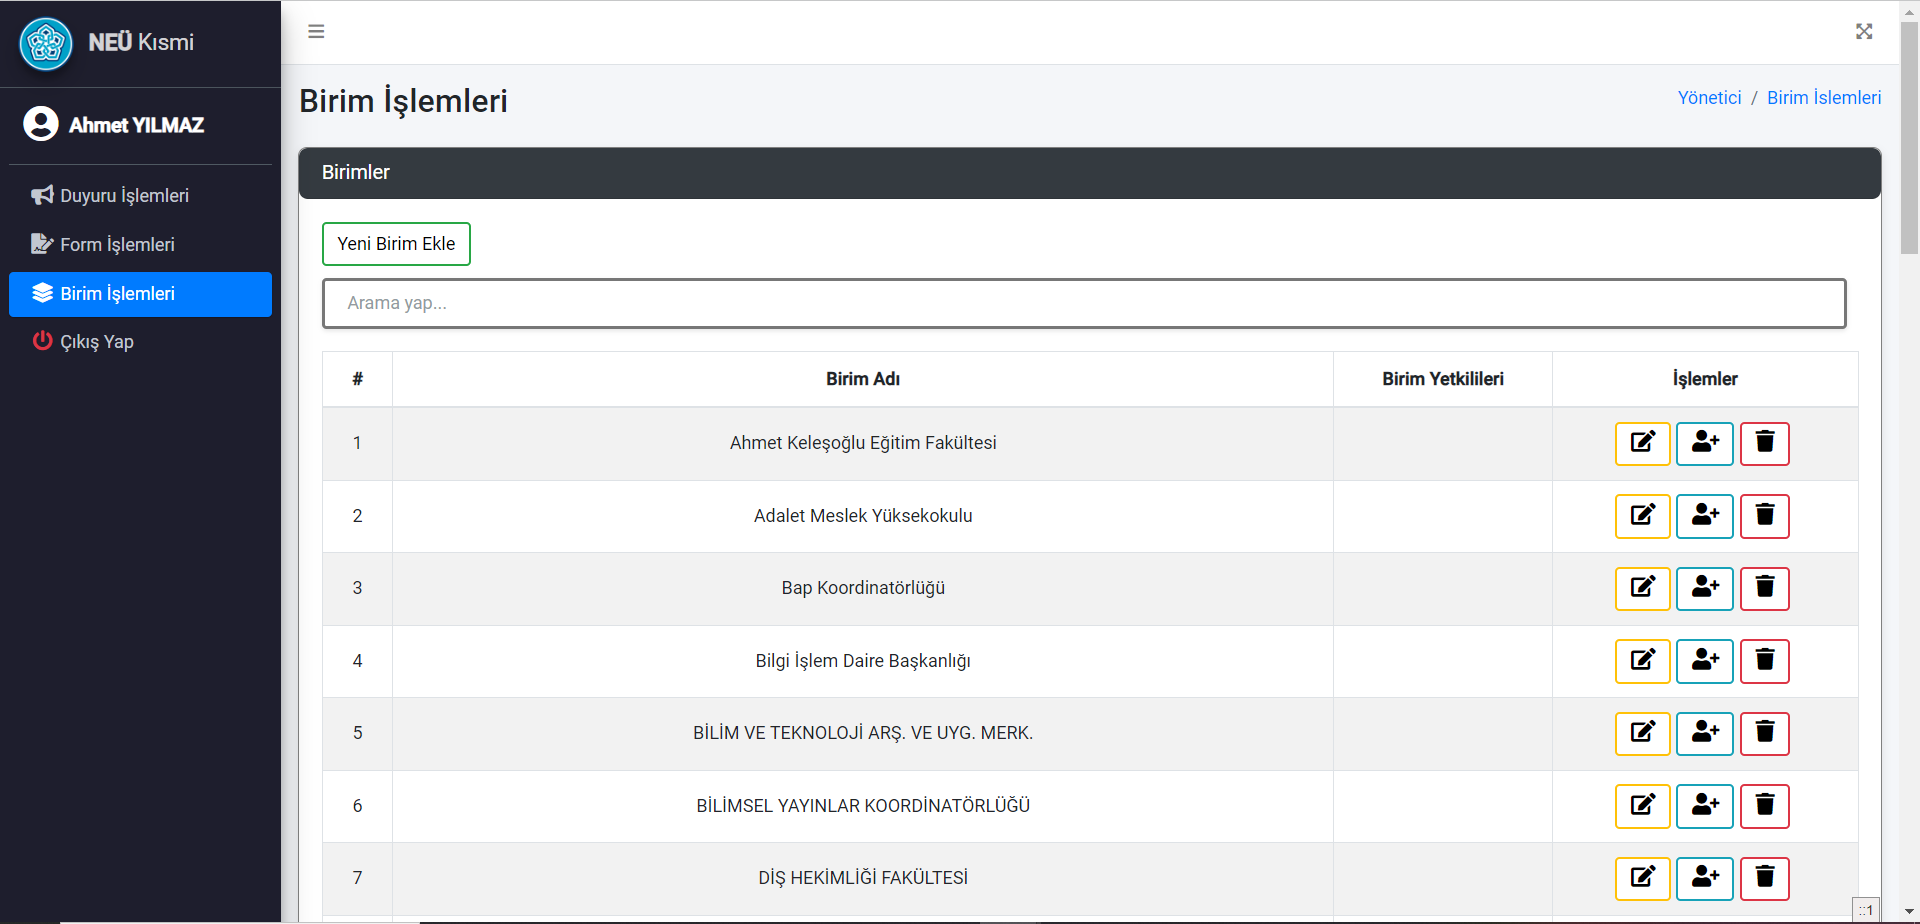 NEÜ Kısmi
Ahmet YILMAZ
Duyuru İşlemleri
Form İşlemleri
Birim İşlemleri
Çıkış Yap
Birim İşlemleri
Yönetici / Birim İslemleri
Birimler
Yeni Birim Ekle
Arama yap...
# Birim Adı Birim Yetkilileri İşlemler
1 Ahmet Keleşoğlu Eğitim Fakültesi
2 Adalet Meslek Yüksekokulu
3 Bap Koordinatörlüğü
4 Bilgi İşlem Daire Başkanlığı
5 BİLİM VE TEKNOLOJİ ARŞ. VE UYG. MERK.
6 BİLİMSEL YAYINLAR KOORDİNATÖRLÜĞÜ
7 DİŞ HEKİMLİĞİ FAKÜLTESİ
::1